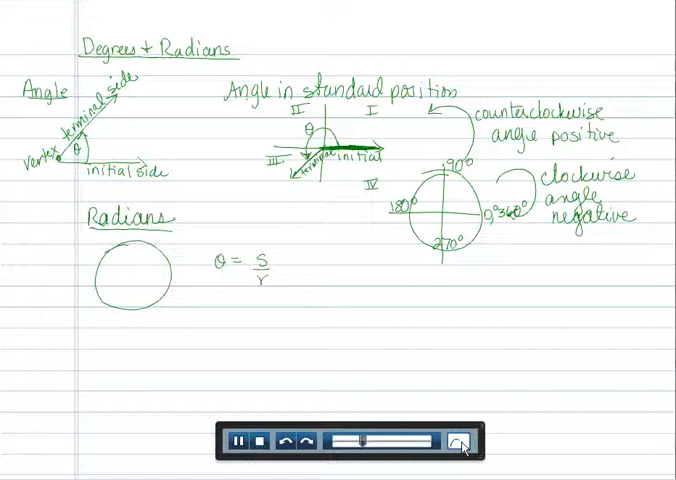 Degrees + Radians
Angle
vertex
terminal side
θ
initial side
Angle in standard position
II
I
θ
III
terminal
initial
IV
counterclockwise
angle positive
90°
180°
0°, 360°
270°
clockwise
angle
negative
Radians
θ = s
r